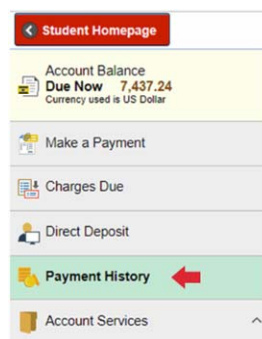 Student Homepage
Account Balance
Due Now 7,437.24
Currency used is US Dollar
Make a Payment
Charges Due
Direct Deposit
Payment History
Account Services